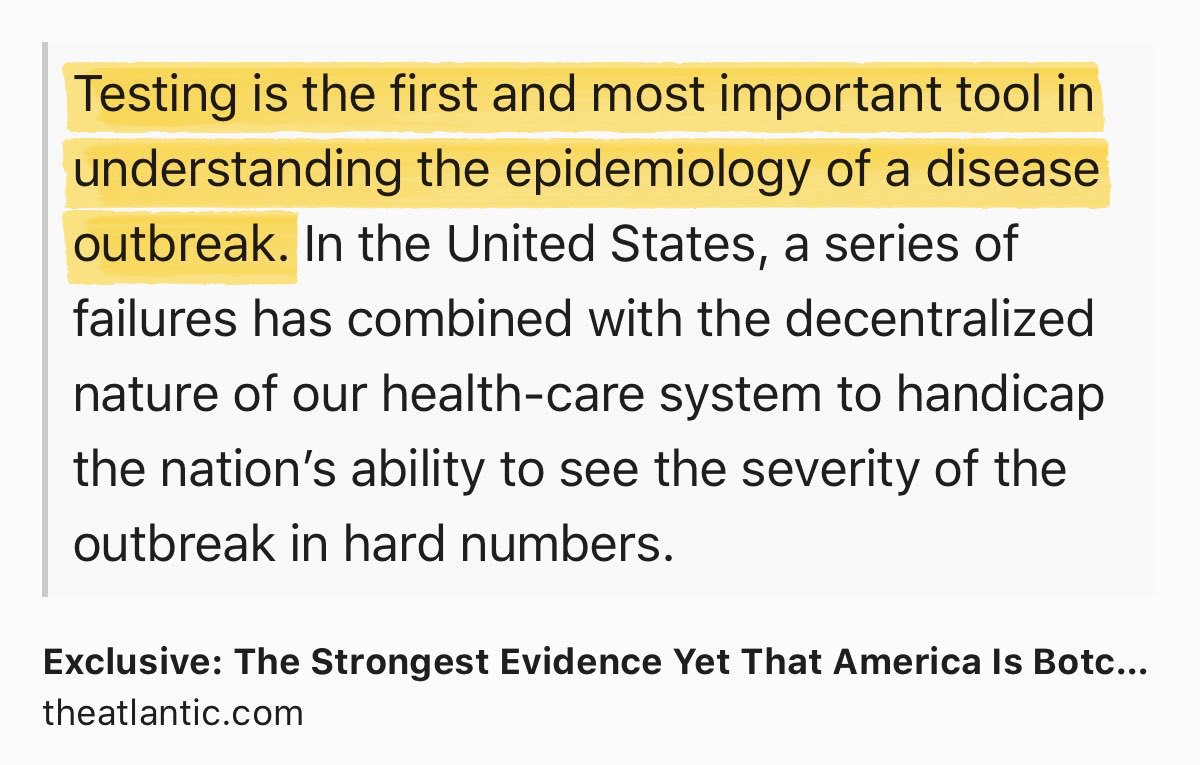 Testing is the first and most important tool in
understanding the epidemiology of a disease
outbreak. In the United States, a series of
failures has combined with the decentralized
nature of our health-care system to handicap
the nation’s ability to see the severity of the
outbreak in hard numbers.
Exclusive: The Strongest Evidence Yet That America Is Botc...
theatlantic.com